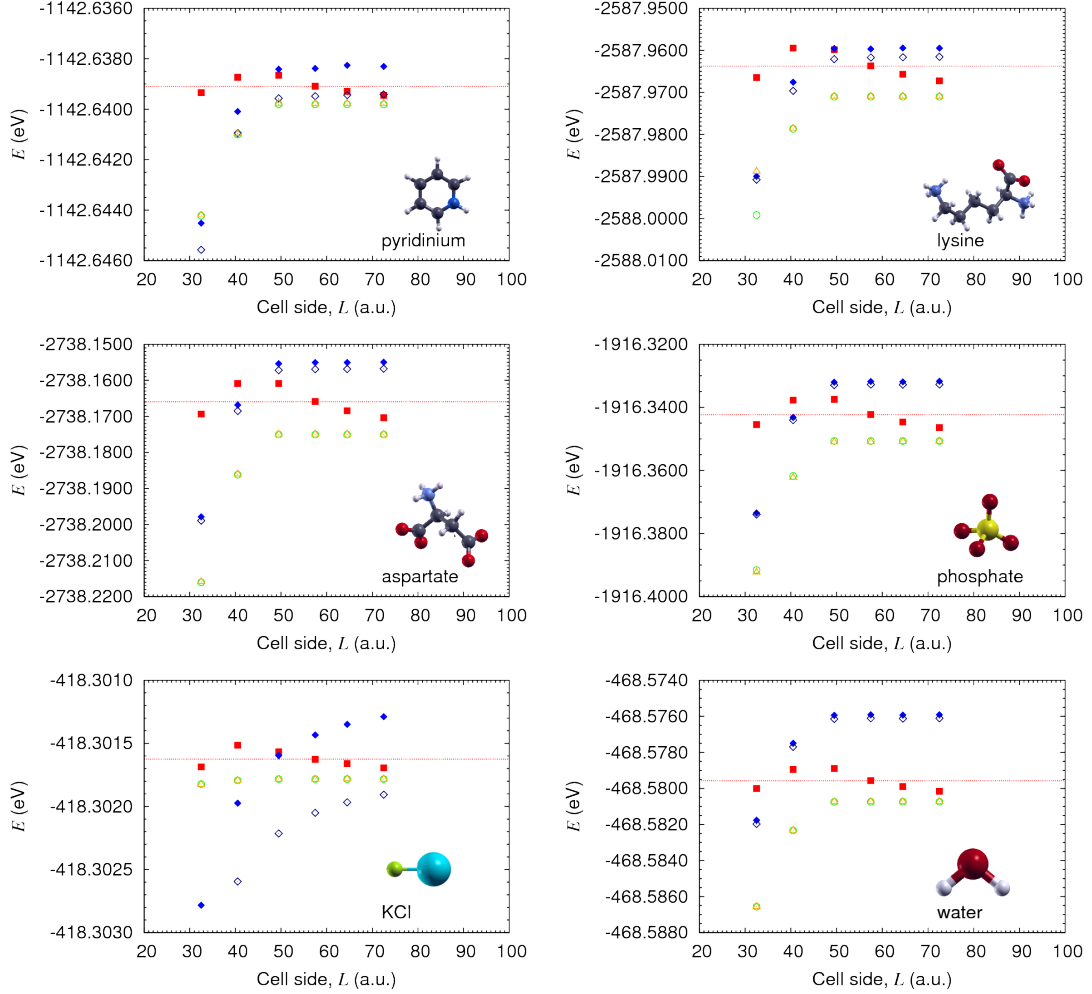 -1142.6360
-1142.6380
-1142.6400
-1142.6420
-1142.6440
-1142.6460
E (eV)
20 30 40 50 60 70 80 90 100
Cell side, L (a.u.)
pyridinium
-2587.9500
-2587.9600
-2587.9700
-2587.9800
-2587.9900
-2588.0000
-2588.0100
E (eV)
20 30 40 50 60 70 80 90 100
Cell side, L (a.u.)
lysine
-2738.1500
-2738.1600
-2738.1700
-2738.1800
-2738.1900
-2738.2000
-2738.2100
-2738.2200
E (eV)
20 30 40 50 60 70 80 90 100
Cell side, L (a.u.)
aspartate
-1916.3200
-1916.3400
-1916.3600
-1916.3800
-1916.4000
E (eV)
20 30 40 50 60 70 80 90 100
Cell side, L (a.u.)
phosphate
-418.3010
-418.3015
-418.3020
-418.3025
-418.3030
E (eV)
20 30 40 50 60 70 80 90 100
Cell side, L (a.u.)
KCl
-468.5740
-468.5760
-468.5780
-468.5800
-468.5820
-468.5840
-468.5860
-468.5880
E (eV)
20 30 40 50 60 70 80 90 100
Cell side, L (a.u.)
water